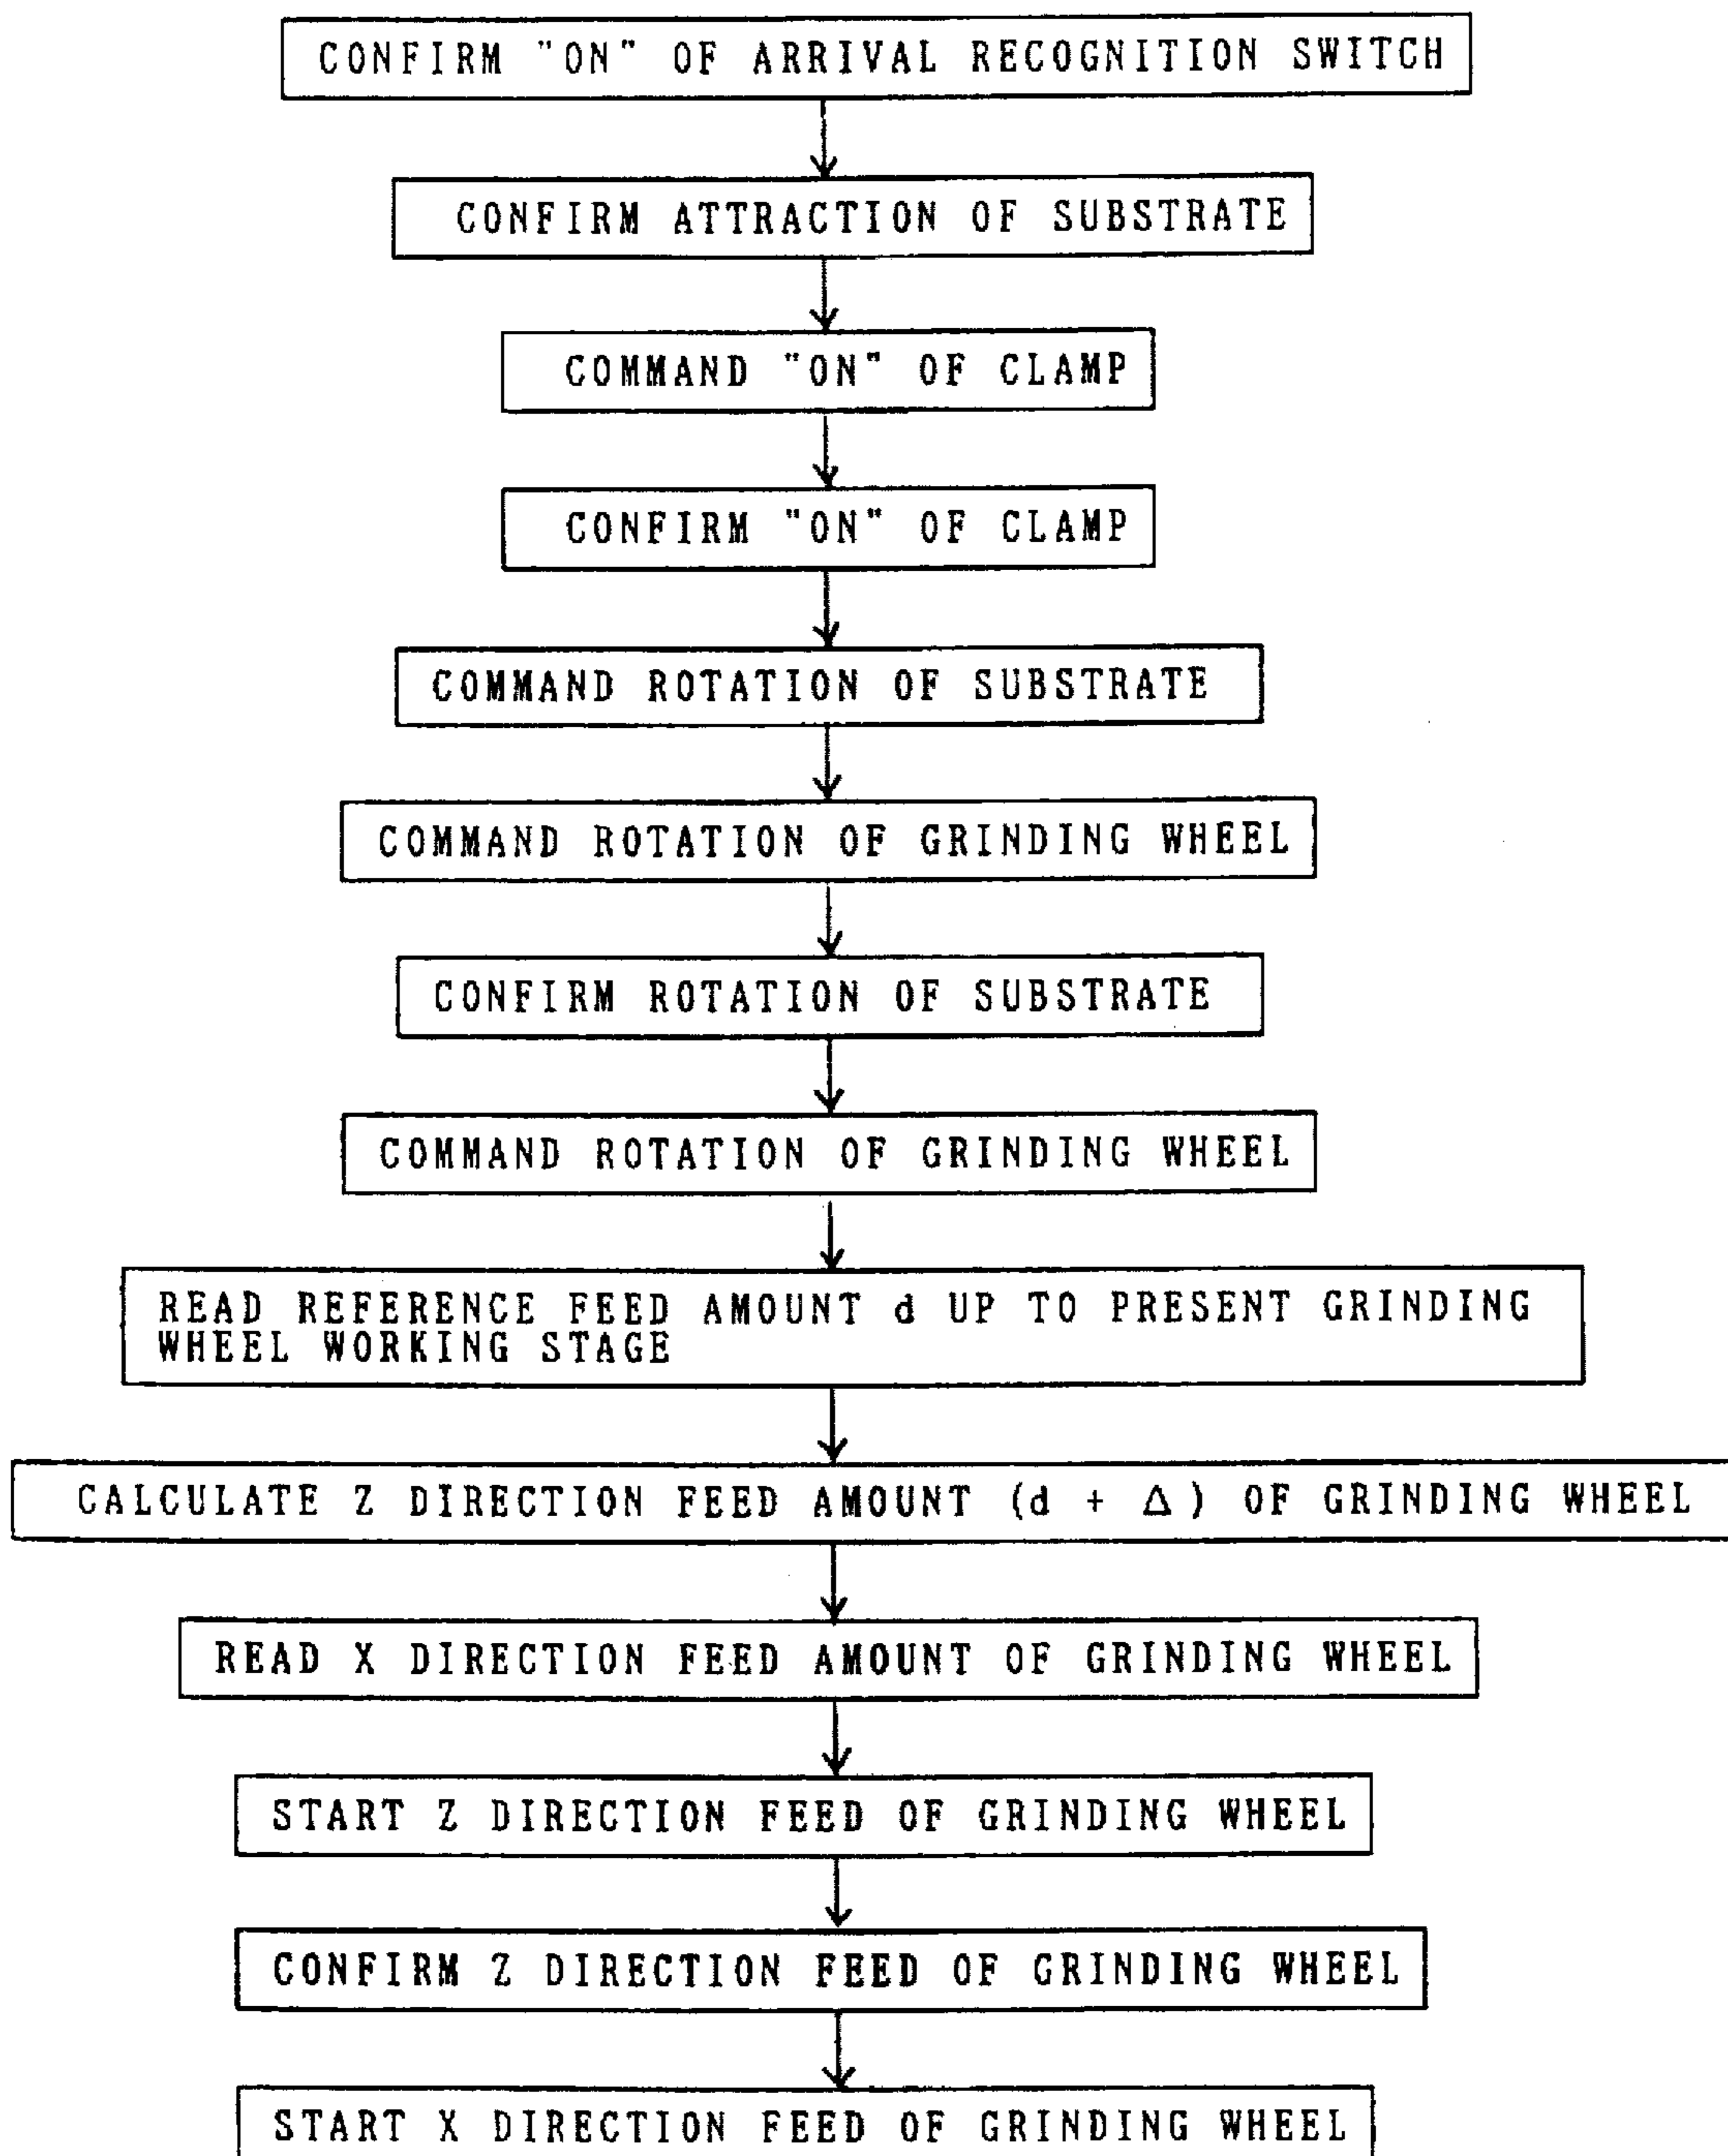 CONFIRM "ON" OF ARRIVAL RECOGNITION SWITCH
CONFIRM ATTRACTION OF SUBSTRATE
COMMAND "ON" OF CLAMP
CONFIRM "ON" OF CLAMP
COMMAND ROTATION OF SUBSTRATE
COMMAND ROTATION OF GRINDING WHEEL
CONFIRM ROTATION OF SUBSTRATE
COMMAND ROTATION OF GRINDING WHEEL
READ REFERENCE FEED AMOUNT d UP TO PRESENT GRINDING
WHEEL WORKING STAGE
CALCULATE Z DIRECTION FEED AMOUNT (d + Δ) OF GRINDING WHEEL
READ X DIRECTION FEED AMOUNT OF GRINDING WHEEL
START Z DIRECTION FEED OF GRINDING WHEEL
CONFIRM Z DIRECTION FEED OF GRINDING WHEEL
START X DIRECTION FEED OF GRINDING WHEEL